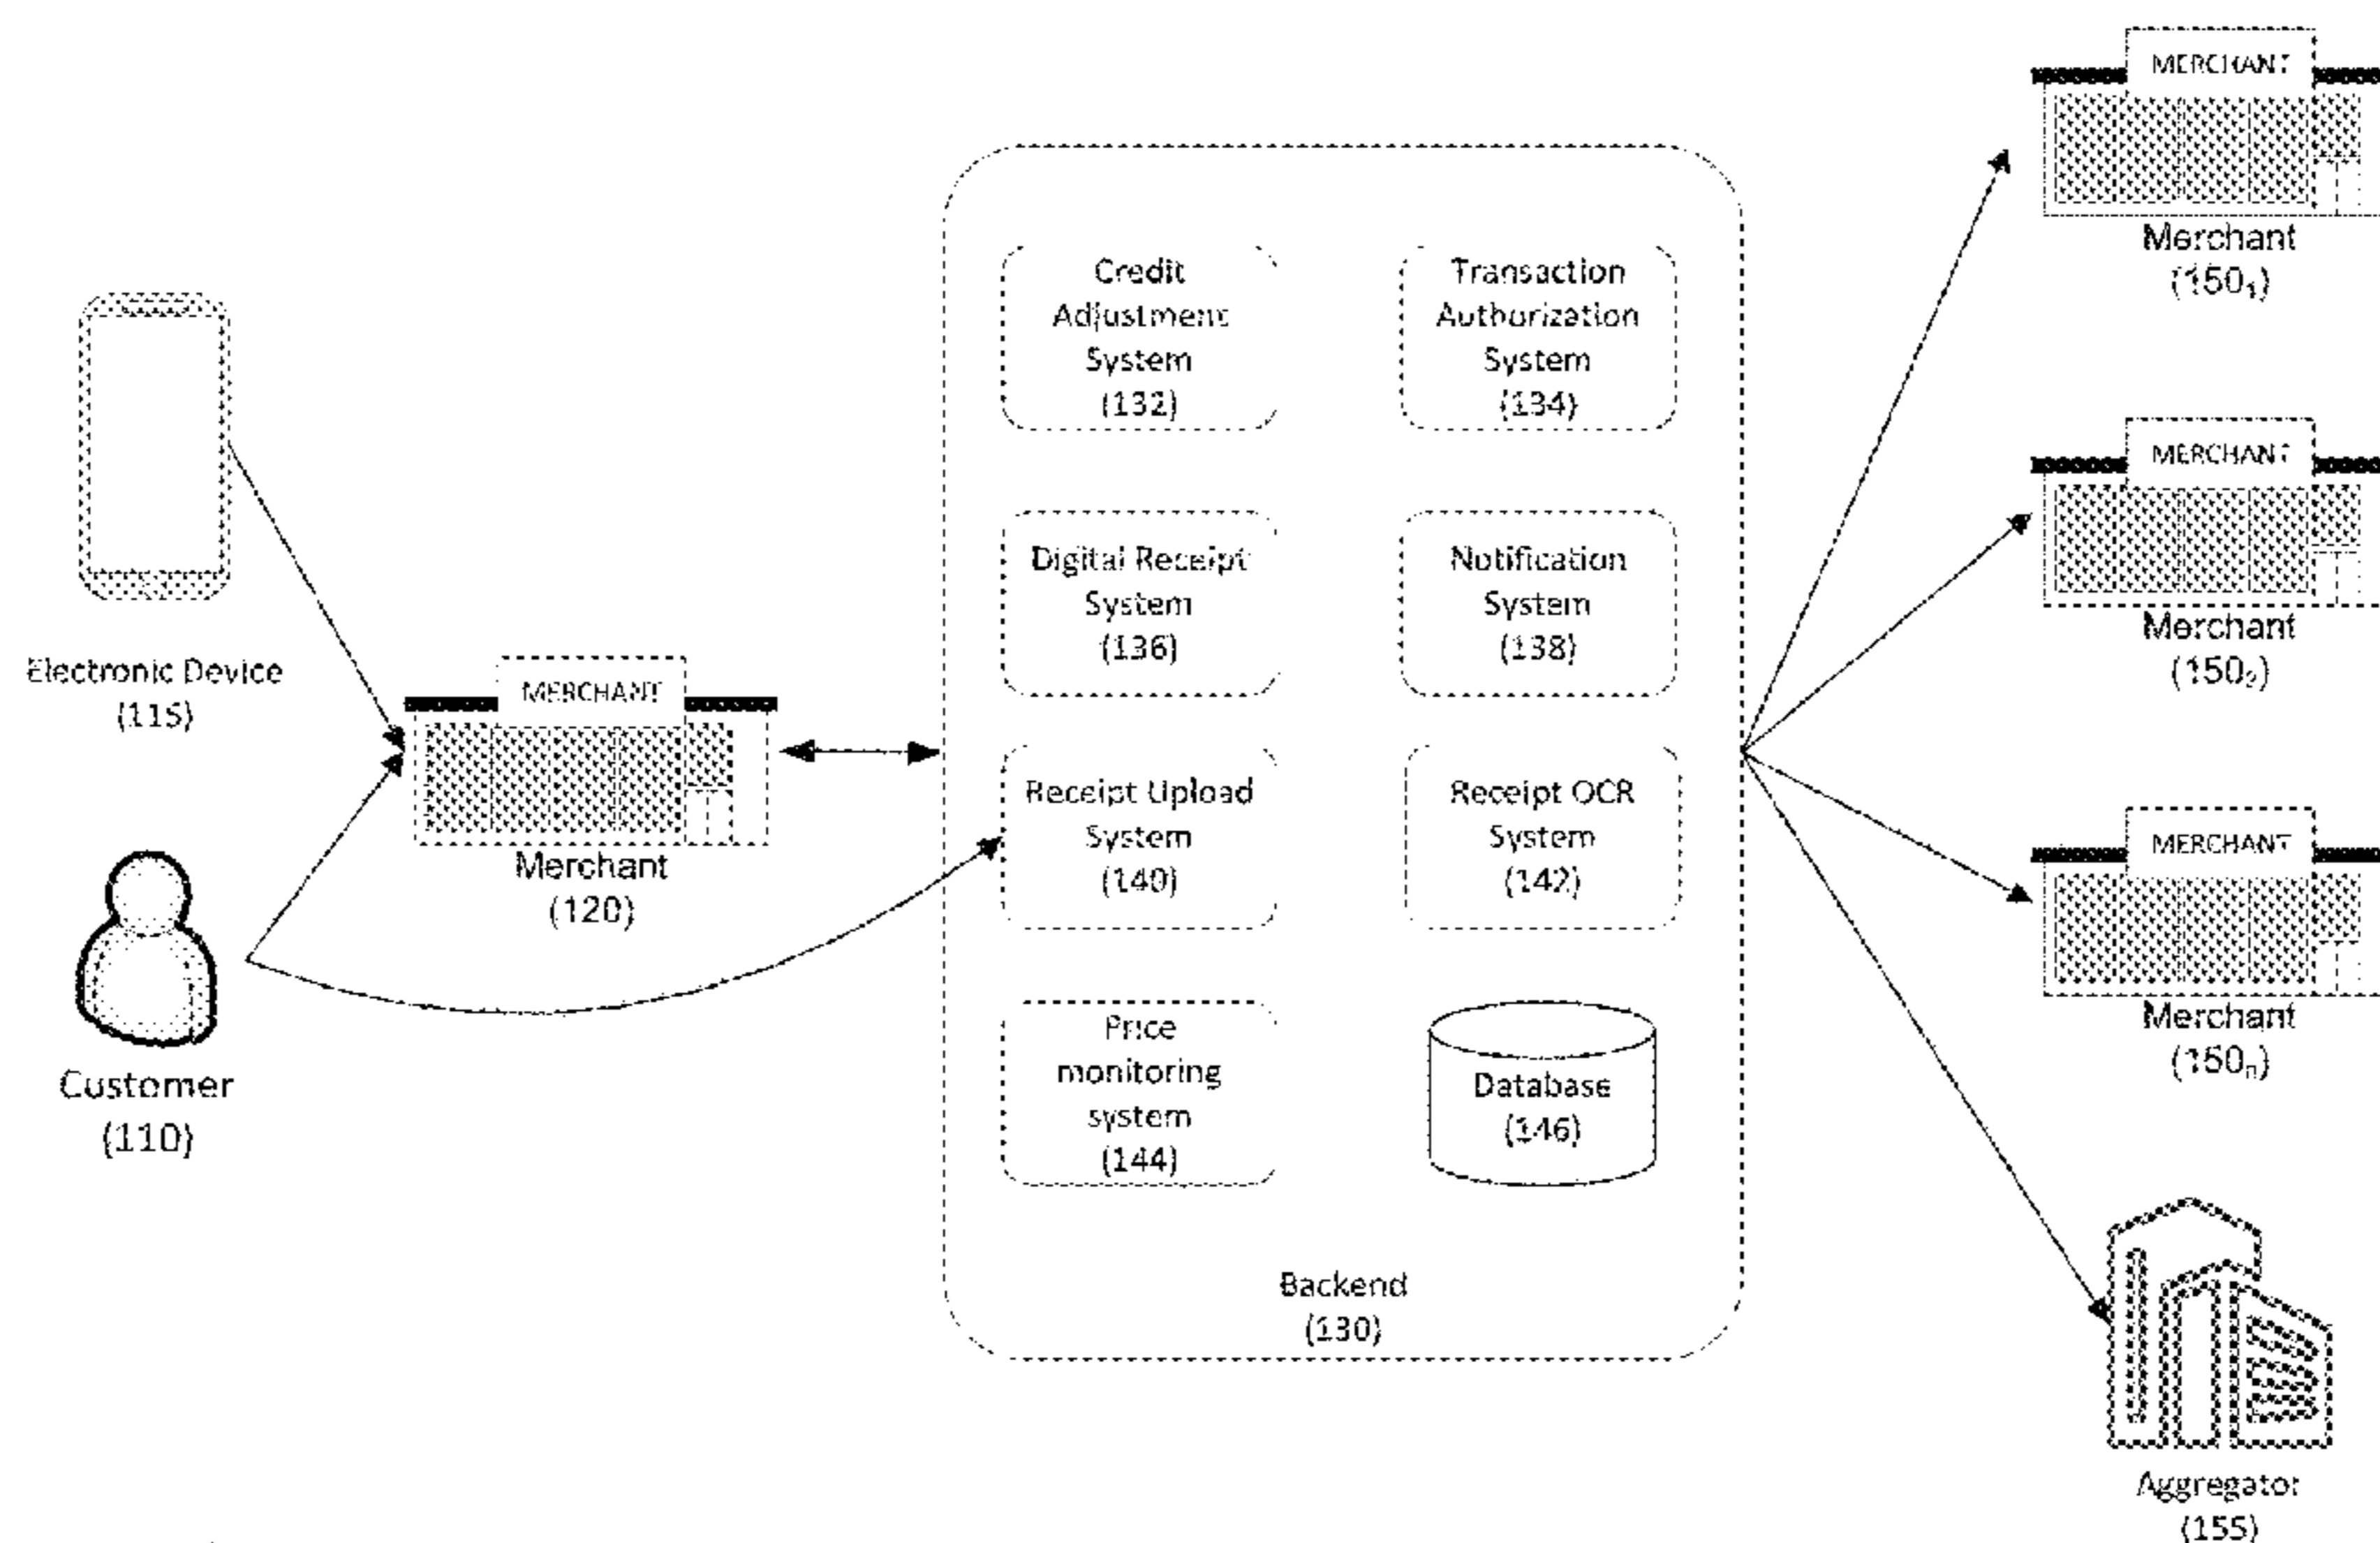 MERCHANT
Merchant
(150₁)
Credit
Adjustment
System
(132)
Transaction
Authorization
System
(134)
MERCHANT
Merchant
(150₂)
Digital Receipt
System
(136)
Notification
System
(138)
Electronic Device
(115)
MERCHANT
Merchant
(120)
Receipt Upload
System
(140)
Receipt OCR
System
(142)
MERCHANT
Merchant
(150ₙ)
Customer
(110)
Price
monitoring
system
(144)
Database
(146)
Backend
(130)
Aggregator
(155)